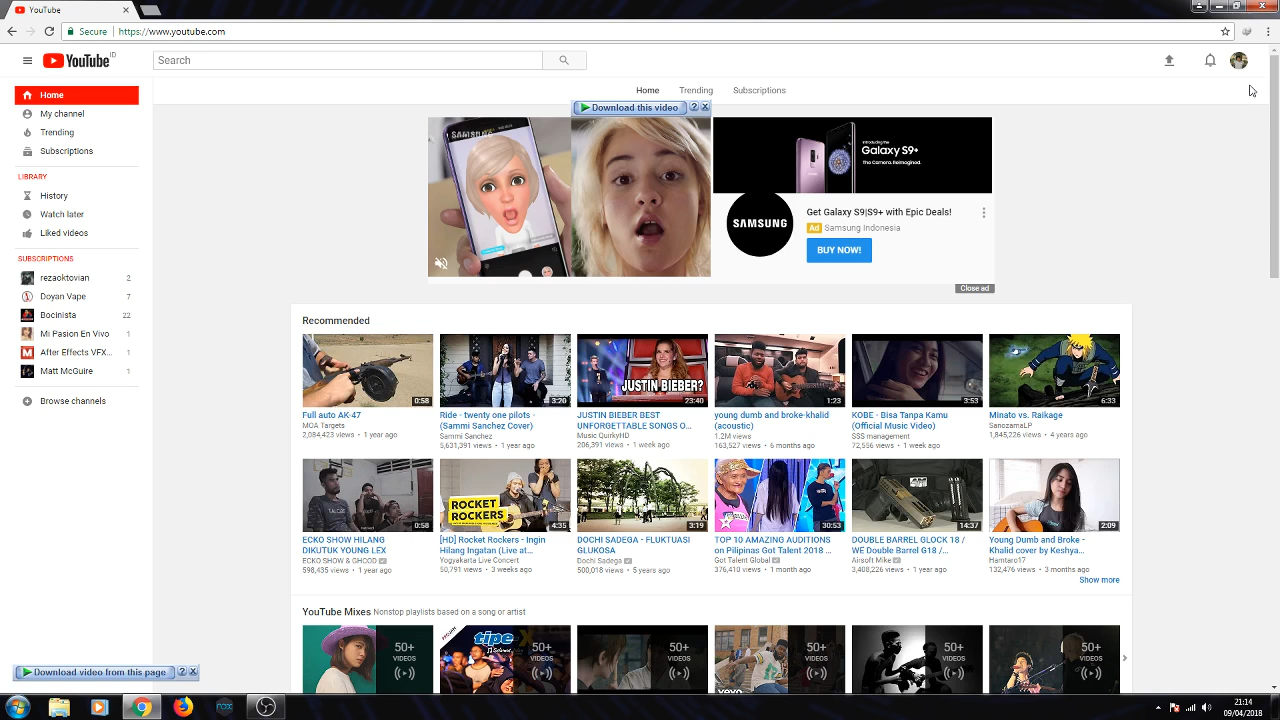 YouTube
Secure
https://www.youtube.com
YouTube ID
Search
Home
My channel
Trending
Subscriptions
LIBRARY
History
Watch later
Liked videos
SUBSCRIPTIONS
rezaoktovian 2
Doyan Vape 7
Bocinista 22
Mi Pasion En Vivo 1
After Effects VFX... 1
Matt McGuire 1
Browse channels
Home Trending Subscriptions
Download this video ? X
SAMSUNG
Introducing the
Galaxy S9+
The Camera. Reimagined.
SAMSUNG
Get Galaxy S9|S9+ with Epic Deals!
Ad Samsung Indonesia
BUY NOW!
Close ad
Recommended
0:58
Full auto AK-47
MOA Targets
2,084,423 views • 1 year ago
3:20
Ride - twenty one pilots -
(Sammi Sanchez Cover)
Sammi Sanchez
5,631,391 views • 1 year ago
JUSTIN BIEBER?
23:40
JUSTIN BIEBER BEST
UNFORGETTABLE SONGS O...
Music QuirkyHD
206,391 views • 1 week ago
1:23
young dumb and broke-khalid
(acoustic)
1.2M views
163,527 views • 6 months ago
3:53
KOBE - Bisa Tanpa Kamu
(Official Music Video)
SSS management
72,556 views • 1 week ago
6:33
Minato vs. Raikage
SanozamaLP
1,845,226 views • 4 years ago
0:58
ECKO SHOW HILANG
DIKUTUK YOUNG LEX
ECKO SHOW & GHCOD
598,435 views • 1 year ago
ROCKET
ROCKERS
4:35
[HD] Rocket Rockers - Ingin
Hilang Ingatan (Live at...
Yogyakarta Live Concert
50,791 views • 3 weeks ago
3:19
DOCHI SADEGA - FLUKTUASI
GLUKOSA
Dochi Sadega
500,018 views • 5 years ago
30:53
TOP 10 AMAZING AUDITIONS
on Pilipinas Got Talent 2018 ...
Got Talent Global
376,410 views • 1 month ago
14:37
DOUBLE BARREL GLOCK 18 /
WE Double Barrel G18 /...
Airsoft Mike
3,408,226 views • 1 year ago
2:09
Young Dumb and Broke -
Khalid cover by Keshya...
Hamtaro17
132,476 views • 3 months ago
Show more
YouTube Mixes Nonstop playlists based on a song or artist
50+
VIDEOS
tipe
50+
VIDEOS
50+
VIDEOS
vevo
50+
VIDEOS
50+
VIDEOS
50+
VIDEOS
Download video from this page ? X
nox
21:14
09/04/2018